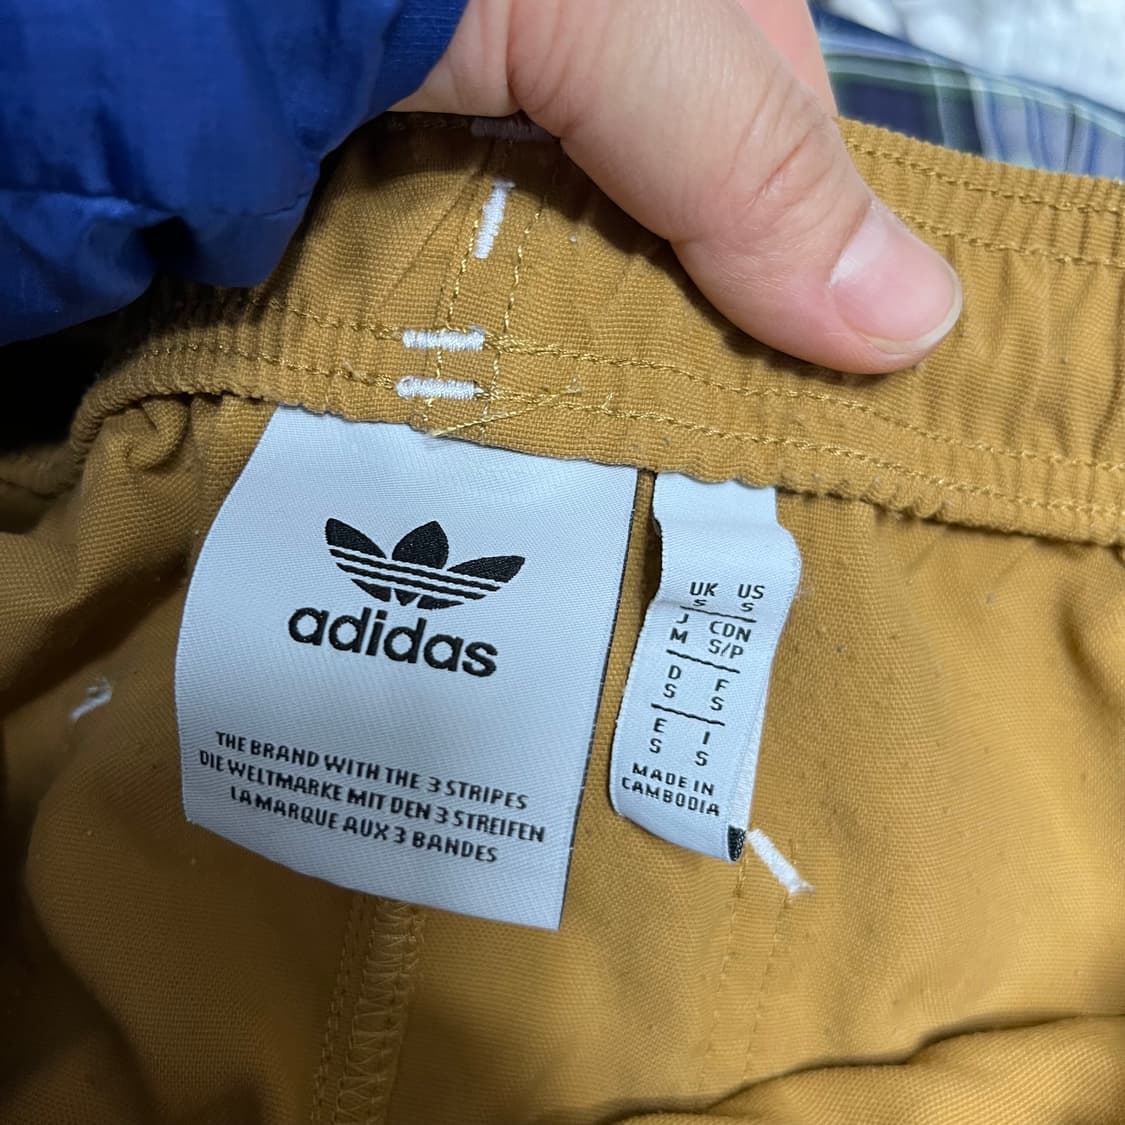 adidas
THE BRAND WITH THE 3 STRIPES
DIE WELTMARKE MIT DEN 3 STREIFEN
LA MARQUE AUX 3 BANDES
UK US
S S
J CDN
M S/P
D F
S S
E I
S S
MADE IN
CAMBODIA